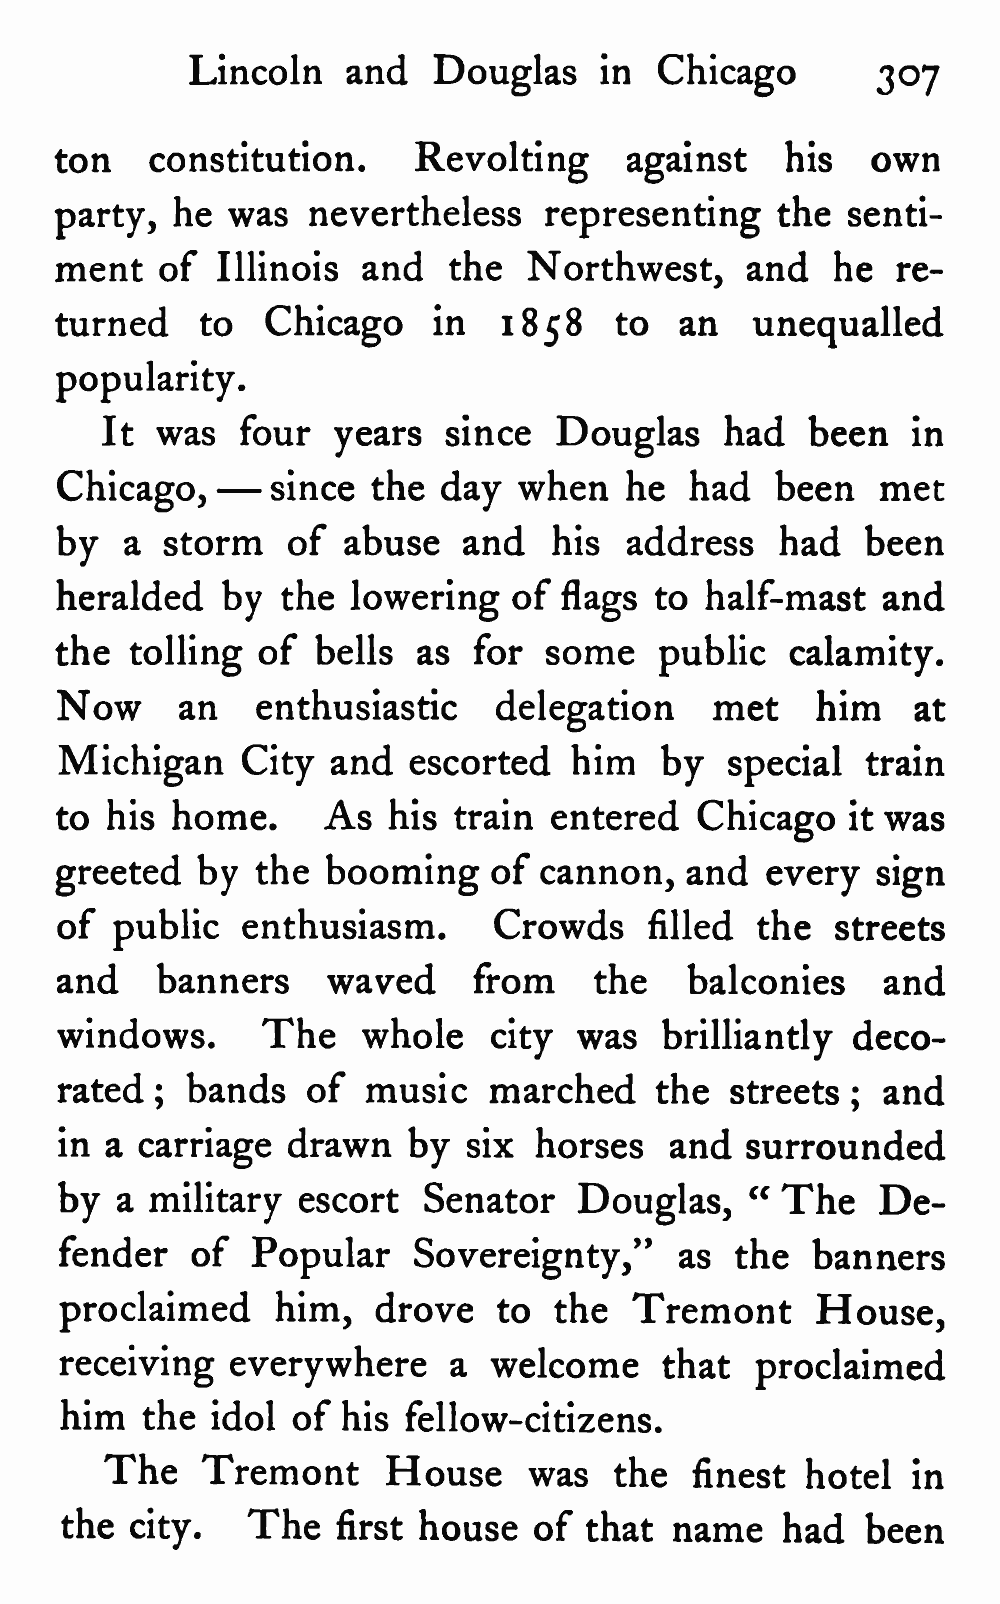 Lincoln and Douglas in Chicago 307
ton constitution. Revolting against his own
party, he was nevertheless representing the senti-
ment of Illinois and the Northwest, and he re-
turned to Chicago in 1858 to an unequalled
popularity.
It was four years since Douglas had been in
Chicago, — since the day when he had been met
by a storm of abuse and his address had been
heralded by the lowering of flags to half-mast and
the tolling of bells as for some public calamity.
Now an enthusiastic delegation met him at
Michigan City and escorted him by special train
to his home. As his train entered Chicago it was
greeted by the booming of cannon, and every sign
of public enthusiasm. Crowds filled the streets
and banners waved from the balconies and
windows. The whole city was brilliantly deco-
rated ; bands of music marched the streets ; and
in a carriage drawn by six horses and surrounded
by a military escort Senator Douglas, “ The De-
fender of Popular Sovereignty,” as the banners
proclaimed him, drove to the Tremont House,
receiving everywhere a welcome that proclaimed
him the idol of his fellow-citizens.
The Tremont House was the finest hotel in
the city. The first house of that name had been